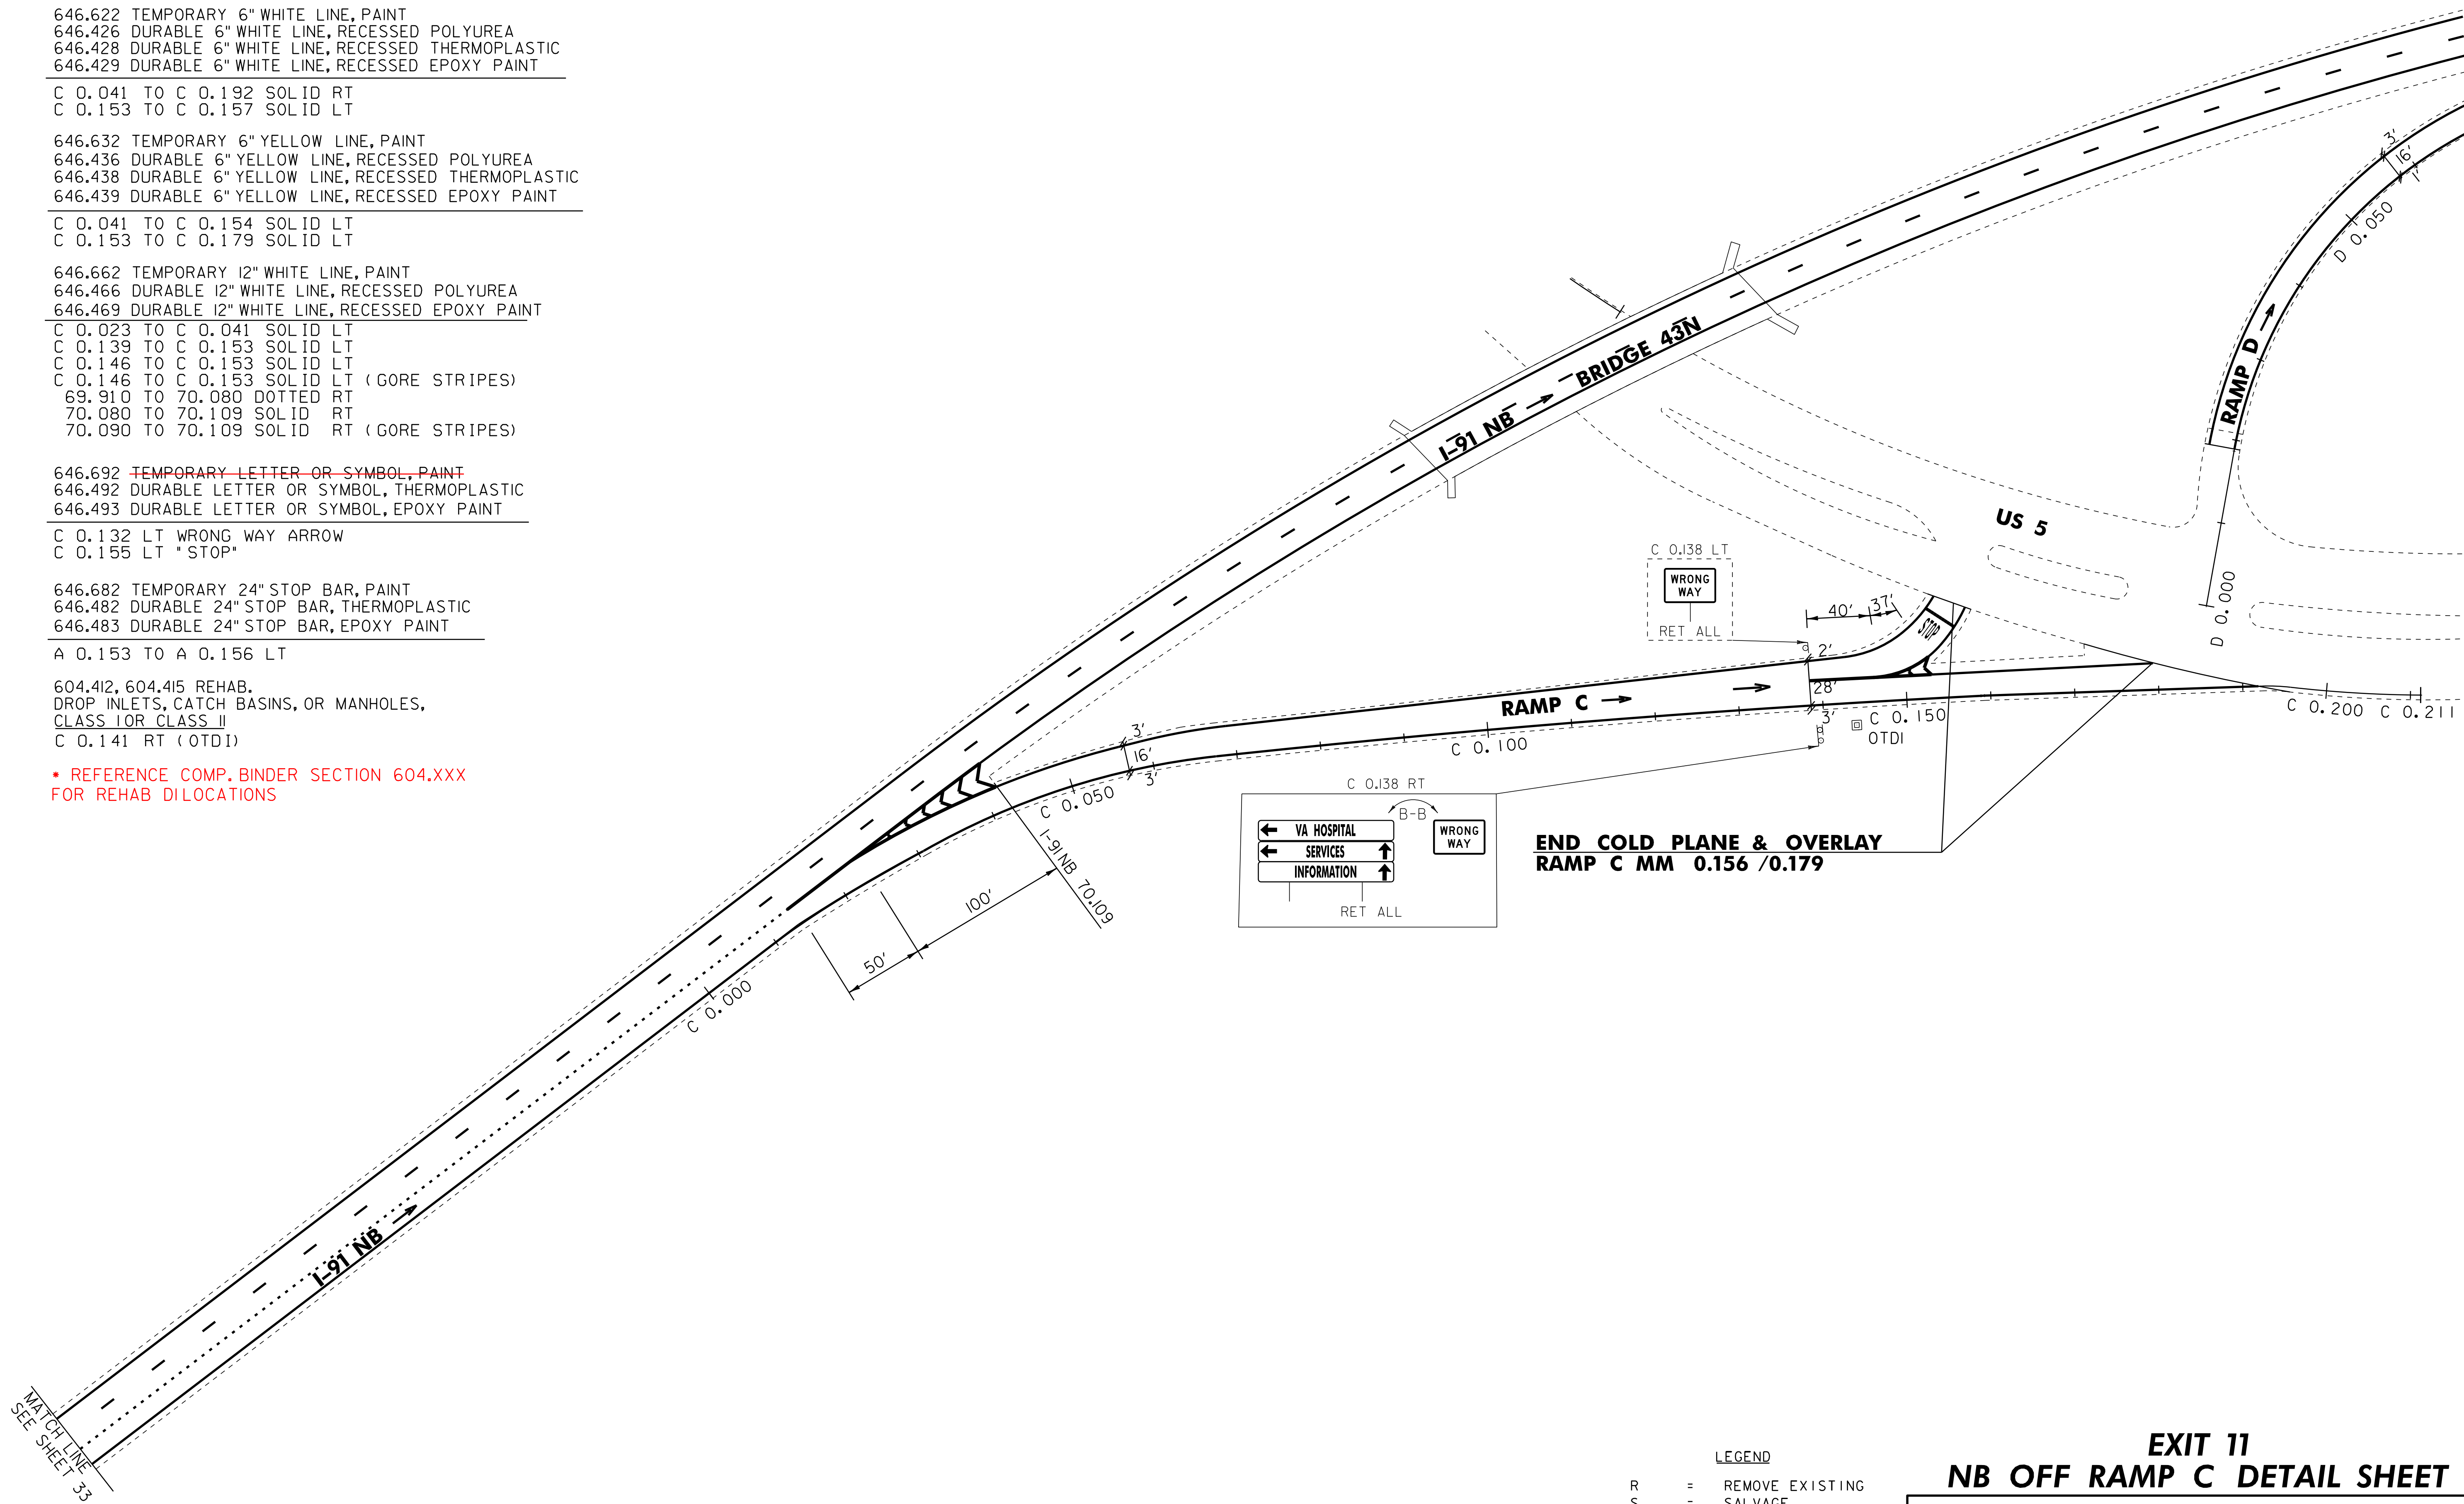 646.622 TEMPORARY 6" WHITE LINE, PAINT
646.426 DURABLE 6" WHITE LINE, RECESSED POLYUREA
646.428 DURABLE 6" WHITE LINE, RECESSED THERMOPLASTIC
646.429 DURABLE 6" WHITE LINE, RECESSED EPOXY PAINT
C 0.041 TO C 0.192 SOLID RT
C 0.153 TO C 0.157 SOLID LT
646.632 TEMPORARY 6" YELLOW LINE, PAINT
646.436 DURABLE 6" YELLOW LINE, RECESSED POLYUREA
646.438 DURABLE 6" YELLOW LINE, RECESSED THERMOPLASTIC
646.439 DURABLE 6" YELLOW LINE, RECESSED EPOXY PAINT
C 0.041 TO C 0.154 SOLID LT
C 0.153 TO C 0.179 SOLID LT
646.662 TEMPORARY 12" WHITE LINE, PAINT
646.466 DURABLE 12" WHITE LINE, RECESSED POLYUREA
646.469 DURABLE 12" WHITE LINE, RECESSED EPOXY PAINT
C 0.023 TO C 0.041 SOLID LT
C 0.139 TO C 0.153 SOLID LT
C 0.146 TO C 0.153 SOLID LT
C 0.146 TO C 0.153 SOLID LT (GORE STRIPES)
69.910 TO 70.080 DOTTED RT
70.080 TO 70.109 SOLID RT
70.090 TO 70.109 SOLID RT (GORE STRIPES)
646.692 TEMPORARY LETTER OR SYMBOL, PAINT
646.492 DURABLE LETTER OR SYMBOL, THERMOPLASTIC
646.493 DURABLE LETTER OR SYMBOL, EPOXY PAINT
C 0.132 LT WRONG WAY ARROW
C 0.155 LT "STOP"
646.682 TEMPORARY 24" STOP BAR, PAINT
646.482 DURABLE 24" STOP BAR, THERMOPLASTIC
646.483 DURABLE 24" STOP BAR, EPOXY PAINT
A 0.153 TO A 0.156 LT
604.412, 604.415 REHAB.
DROP INLETS, CATCH BASINS, OR MANHOLES,
CLASS I OR CLASS II
C 0.141 RT (OTDI)
* REFERENCE COMP. BINDER SECTION 604.XXX
FOR REHAB DI LOCATIONS
3'
16'
1'
D 0.050
RAMP D
D 0.000
BRIDGE 43N
I-91 NB
US 5
C 0.138 LT
WRONG
WAY
RET ALL
40'
37'
STOP
2'
28'
3'
RAMP C
C 0.150
OTDI
C 0.200
C 0.211
C 0.100
3'
16'
3'
C 0.050
I-91 NB 70.109
C 0.138 RT
B-B
VA HOSPITAL
SERVICES
INFORMATION
WRONG
WAY
RET ALL
END COLD PLANE & OVERLAY
RAMP C MM 0.156 /0.179
100'
50'
C 0.000
I-91 NB
MATCH LINE
SEE SHEET 33
LEGEND
R = REMOVE EXISTING
S = SALVAGE
EXIT 11
NB OFF RAMP C DETAIL SHEET